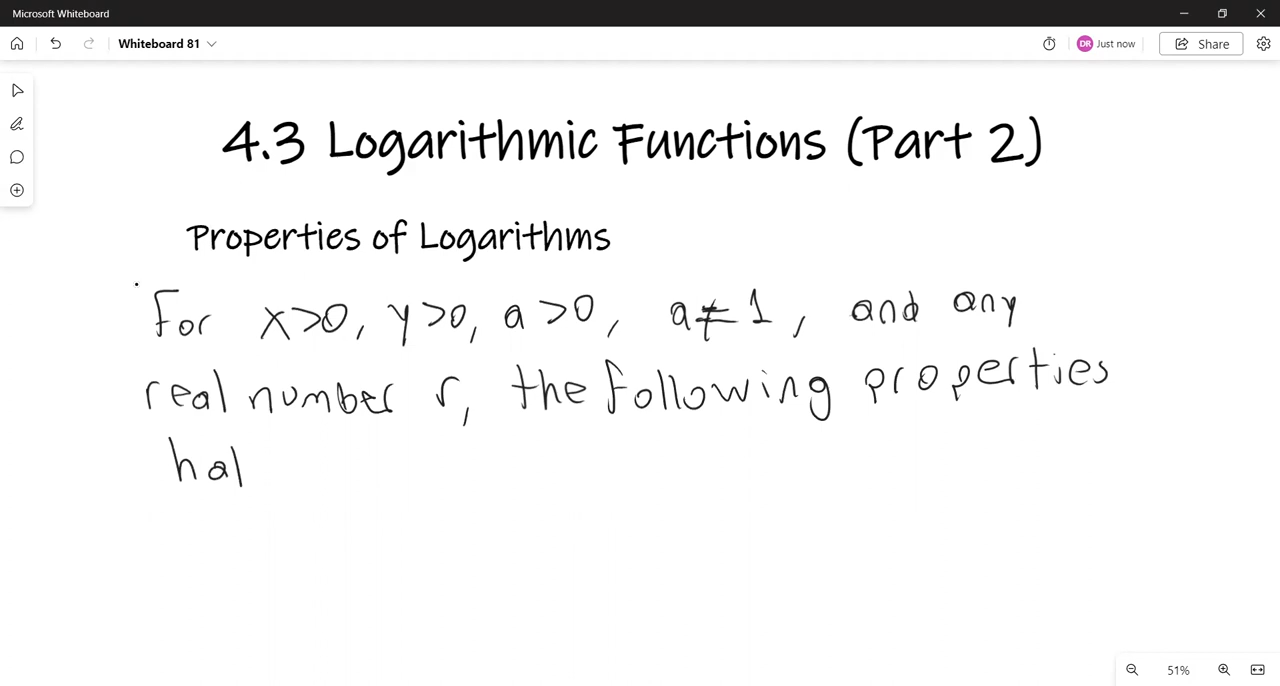 Microsoft Whiteboard
Whiteboard 81
DR Just now
Share
4.3 Logarithmic Functions (Part 2)
Properties of Logarithms
For x>0, y>0, a>0, a≠1, and any
real number r, the following properties
hal
51%